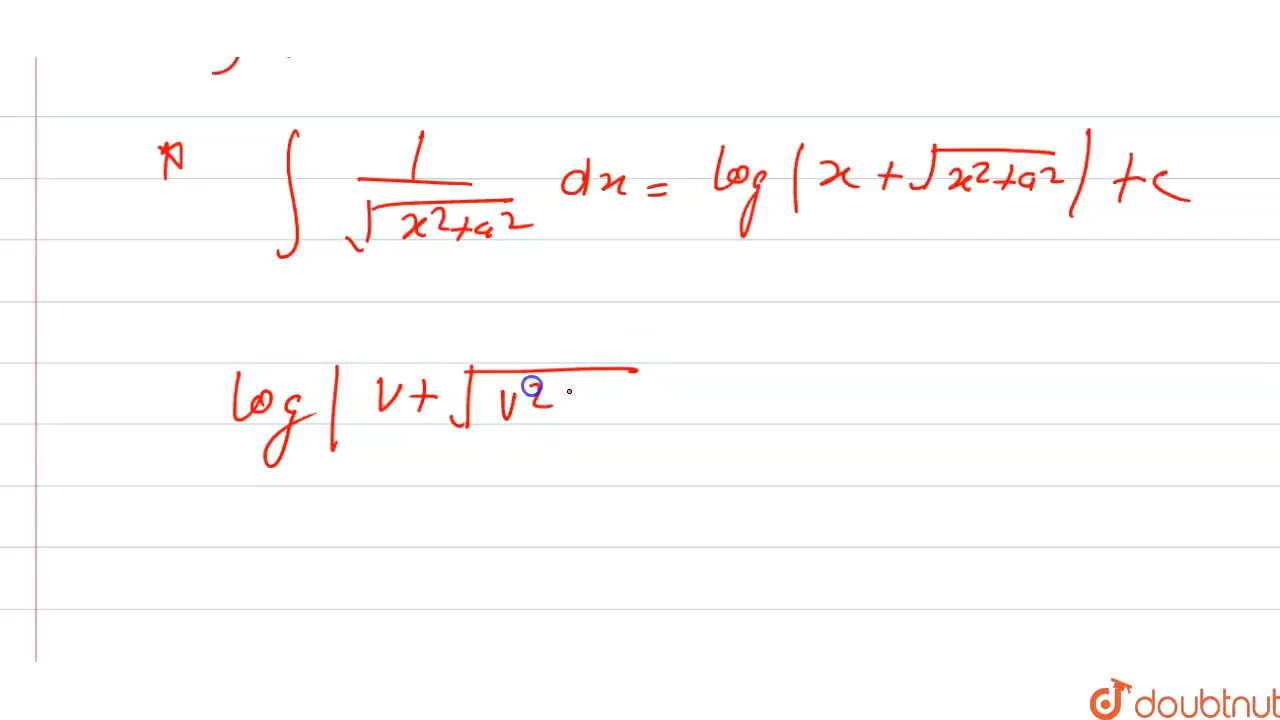 * ∫ 1/√(x²+a²) dx = log|x+√(x²+a²)|+c
log|v+√(v²
doubtnut